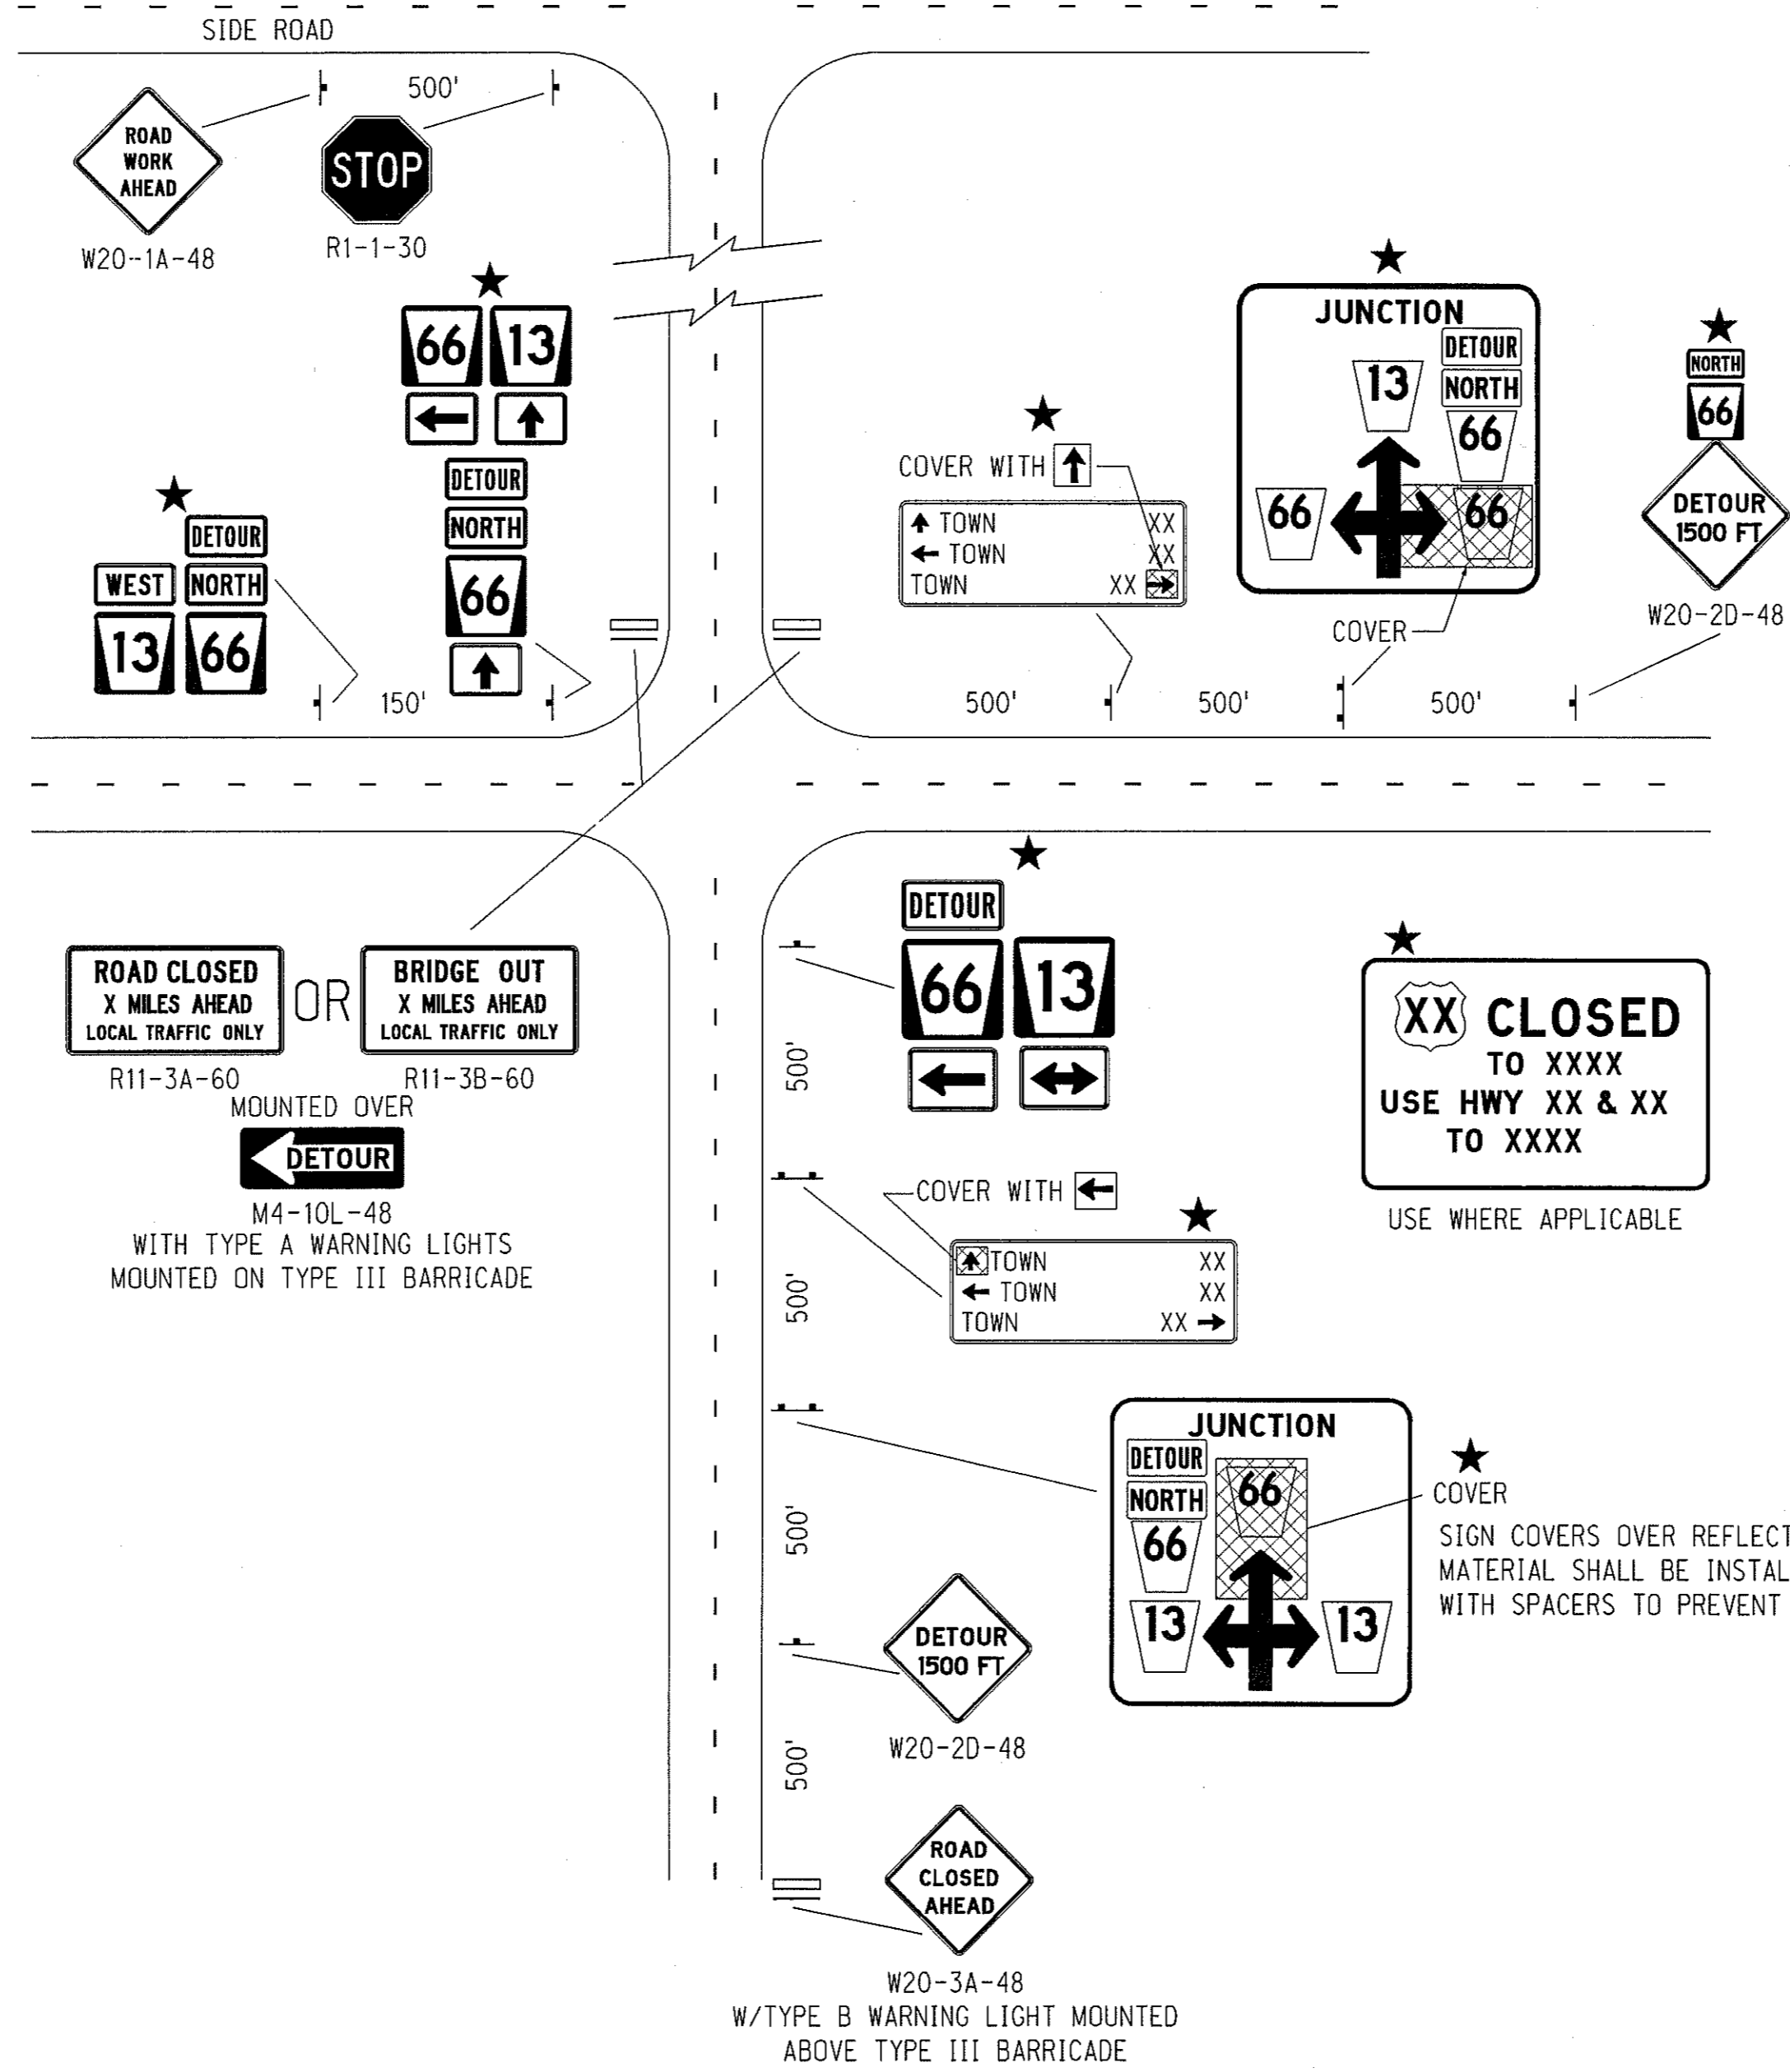 SIDE ROAD
500'
ROAD
WORK
AHEAD
W20-1A-48
STOP
R1-1-30
66 13
DETOUR
NORTH
66
DETOUR
WEST NORTH
13 66
150'
COVER WITH
TOWN XX
TOWN XX
TOWN XX
JUNCTION
DETOUR
NORTH
13
66
66 66
COVER
NORTH
66
DETOUR
1500 FT
W20-2D-48
500' 500' 500'
ROAD CLOSED
X MILES AHEAD
LOCAL TRAFFIC ONLY
R11-3A-60
OR
BRIDGE OUT
X MILES AHEAD
LOCAL TRAFFIC ONLY
R11-3B-60
MOUNTED OVER
DETOUR
M4-10L-48
WITH TYPE A WARNING LIGHTS
MOUNTED ON TYPE III BARRICADE
DETOUR
66 13
500'
XX CLOSED
TO XXXX
USE HWY XX & XX
TO XXXX
USE WHERE APPLICABLE
COVER WITH
TOWN XX
TOWN XX
TOWN XX
500'
JUNCTION
DETOUR
NORTH
66
66
13 13
COVER
SIGN COVERS OVER REFLECT
MATERIAL SHALL BE INSTAL
WITH SPACERS TO PREVENT
500'
DETOUR
1500 FT
W20-2D-48
500'
ROAD
CLOSED
AHEAD
W20-3A-48
W/TYPE B WARNING LIGHT MOUNTED
ABOVE TYPE III BARRICADE